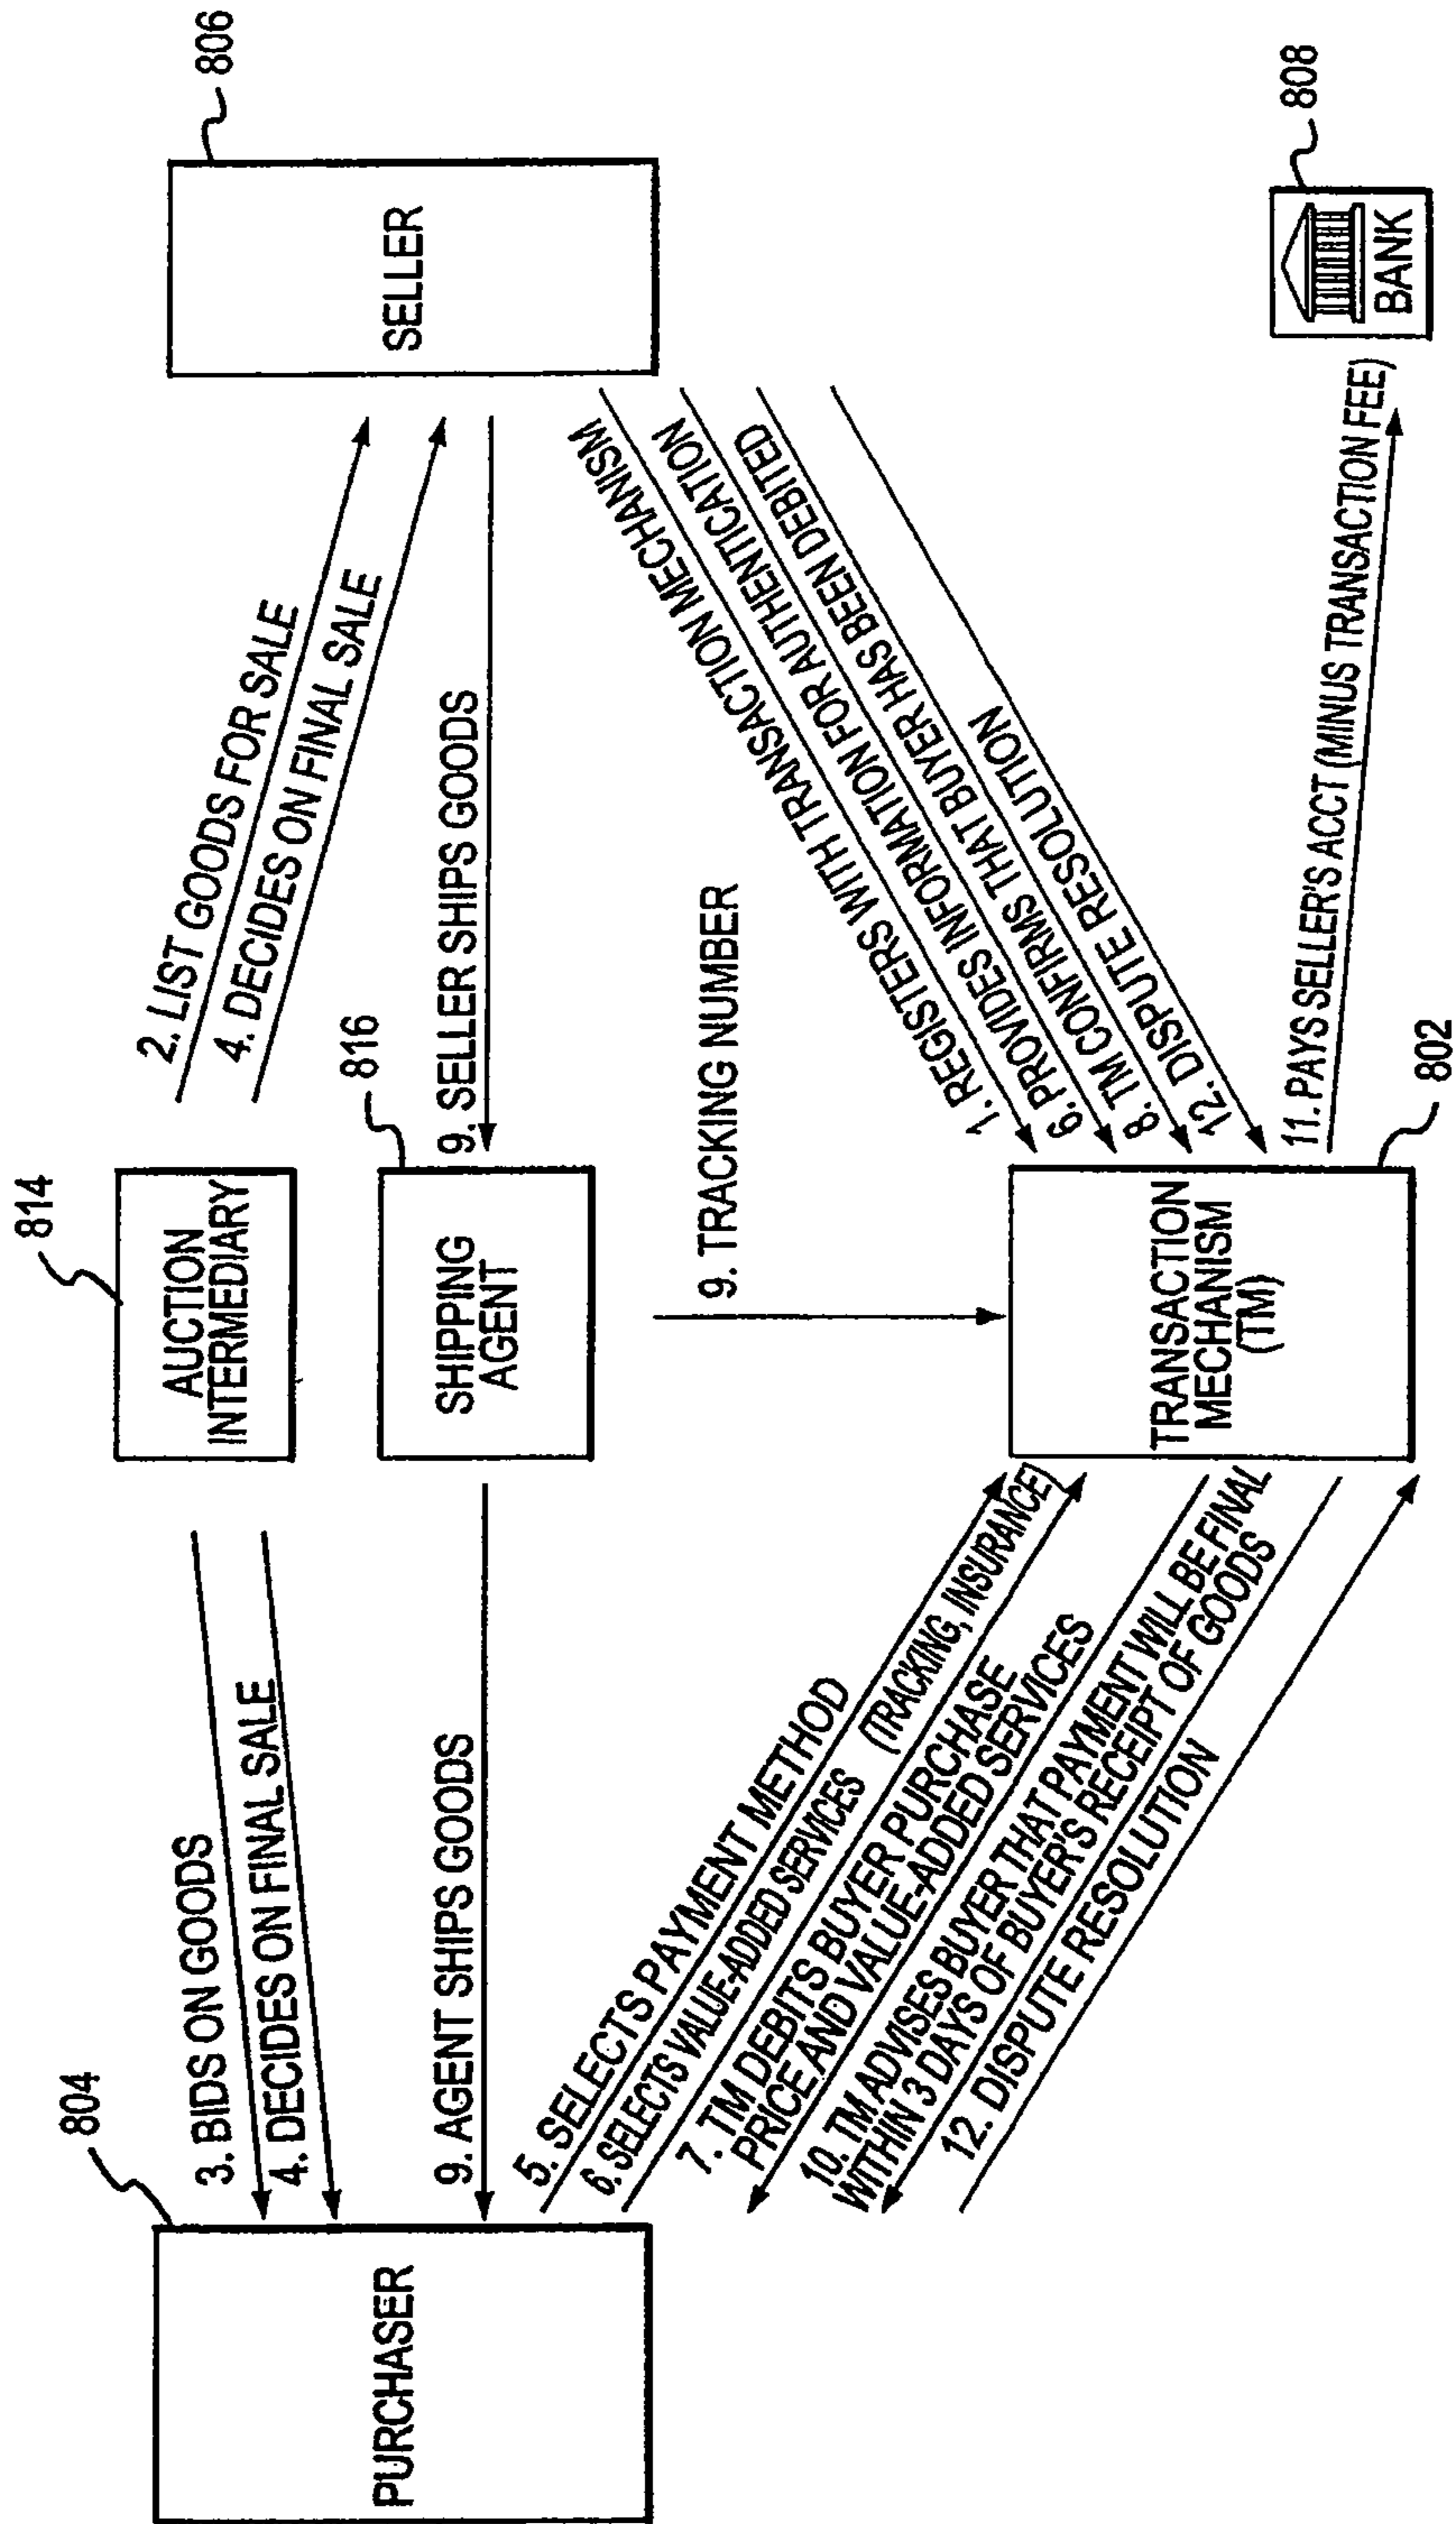 804
PURCHASER
814
AUCTION
INTERMEDIARY
806
SELLER
3. BIDS ON GOODS
4. DECIDES ON FINAL SALE
2. LIST GOODS FOR SALE
4. DECIDES ON FINAL SALE
816
SHIPPING
AGENT
9. AGENT SHIPS GOODS
9. SELLER SHIPS GOODS
9. TRACKING NUMBER
5. SELECTS PAYMENT METHOD
6. SELECTS VALUE-ADDED SERVICES (TRACKING, INSURANCE)
7. TM DEBITS BUYER PURCHASE
PRICE AND VALUE-ADDED SERVICES
10. TM ADVISES BUYER THAT PAYMENT WILL BE FINAL
WITHIN 3 DAYS OF BUYER'S RECEIPT OF GOODS
12. DISPUTE RESOLUTION
1. REGISTERS WITH TRANSACTION MECHANISM
6. PROVIDES INFORMATION FOR AUTHENTICATION
8. TM CONFIRMS THAT BUYER HAS BEEN DEBITED
12. DISPUTE RESOLUTION
TRANSACTION
MECHANISM
(TM)
802
11. PAYS SELLER'S ACCT (MINUS TRANSACTION FEE)
808
BANK